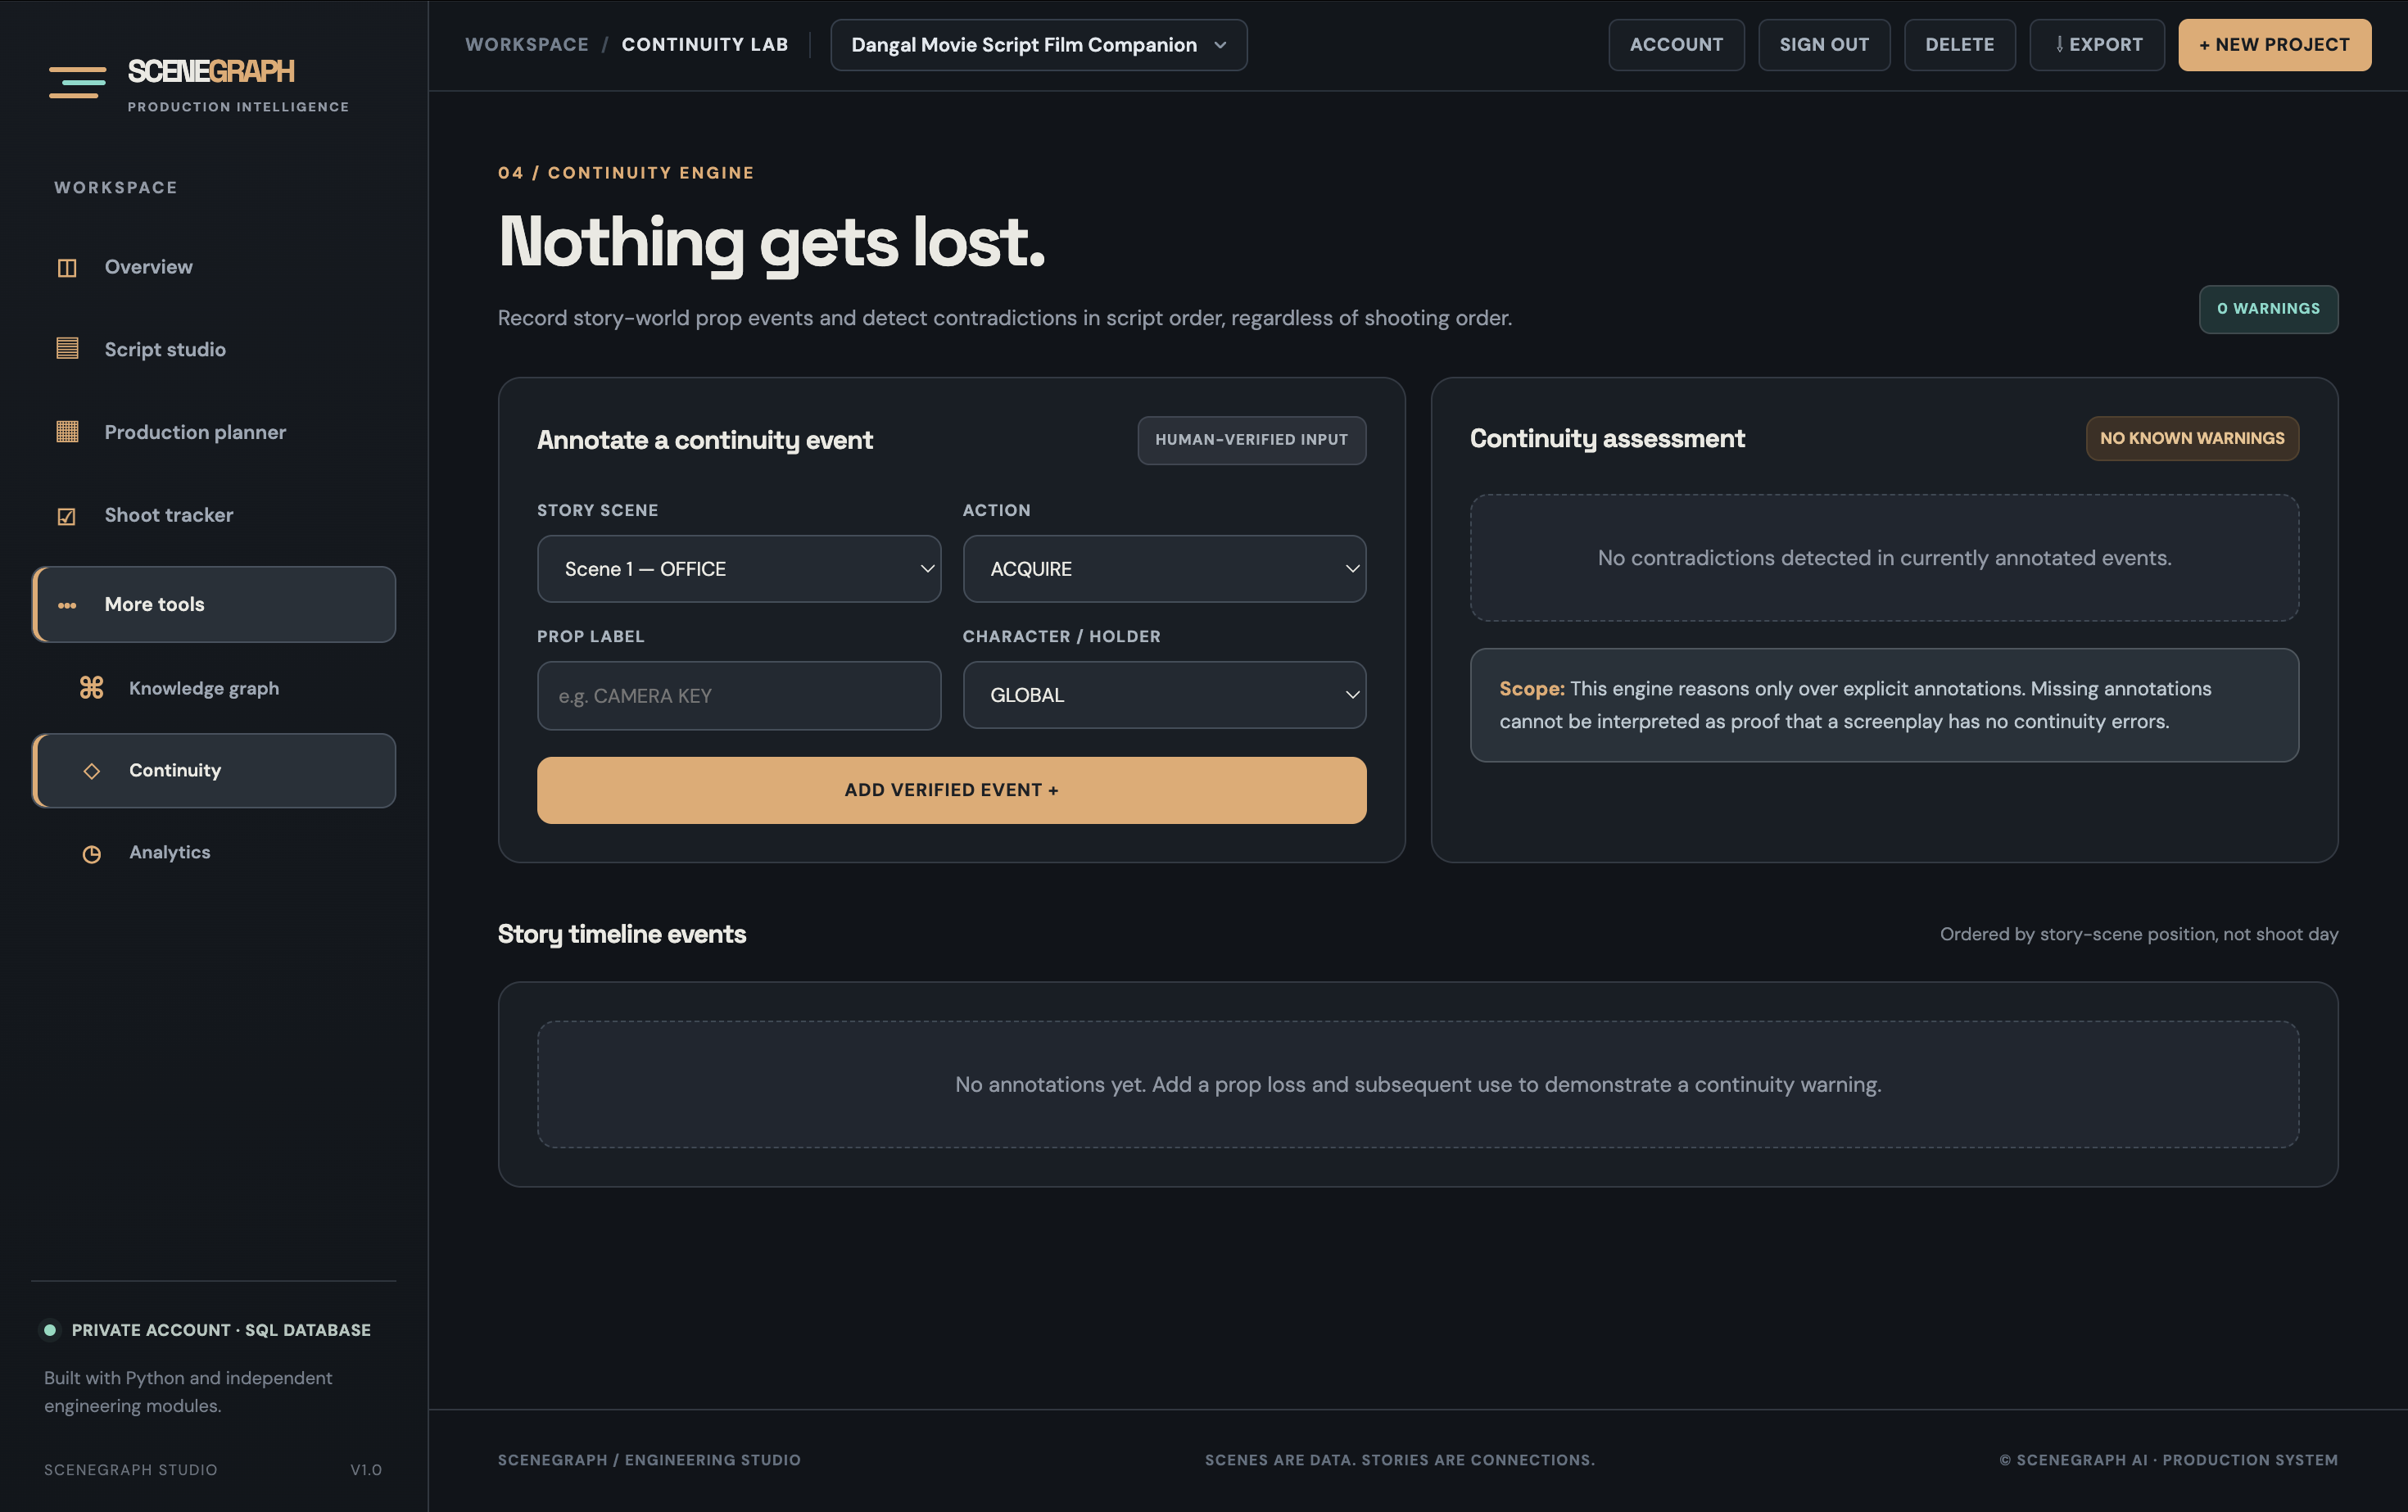 SCENEGRAPH
PRODUCTION INTELLIGENCE
WORKSPACE
Overview
Script studio
Production planner
Shoot tracker
More tools
Knowledge graph
Continuity
Analytics
PRIVATE ACCOUNT · SQL DATABASE
Built with Python and independent
engineering modules.
SCENEGRAPH STUDIO V1.0
WORKSPACE / CONTINUITY LAB
Dangal Movie Script Film Companion
ACCOUNT
SIGN OUT
DELETE
⇩ EXPORT
+ NEW PROJECT
04 / CONTINUITY ENGINE
Nothing gets lost.
Record story-world prop events and detect contradictions in script order, regardless of shooting order.
0 WARNINGS
Annotate a continuity event
HUMAN-VERIFIED INPUT
STORY SCENE
ACTION
Scene 1 — OFFICE
ACQUIRE
PROP LABEL
CHARACTER / HOLDER
e.g. CAMERA KEY
GLOBAL
ADD VERIFIED EVENT +
Continuity assessment
NO KNOWN WARNINGS
No contradictions detected in currently annotated events.
Scope: This engine reasons only over explicit annotations. Missing annotations
cannot be interpreted as proof that a screenplay has no continuity errors.
Story timeline events
Ordered by story-scene position, not shoot day
No annotations yet. Add a prop loss and subsequent use to demonstrate a continuity warning.
SCENEGRAPH / ENGINEERING STUDIO
SCENES ARE DATA. STORIES ARE CONNECTIONS.
© SCENEGRAPH AI · PRODUCTION SYSTEM